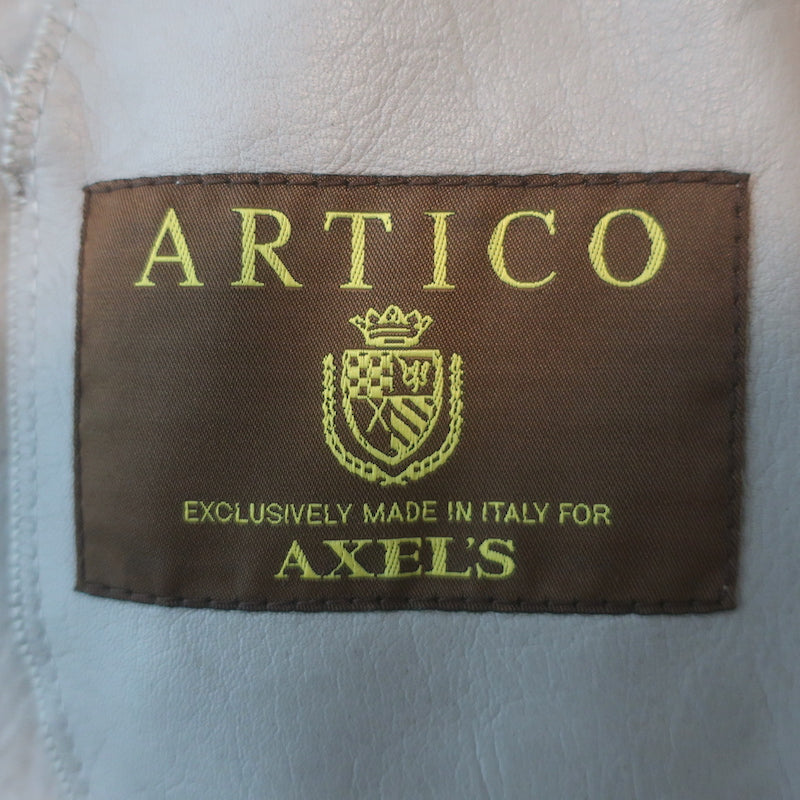 ARTICO
EXCLUSIVELY MADE IN ITALY FOR
AXEL'S